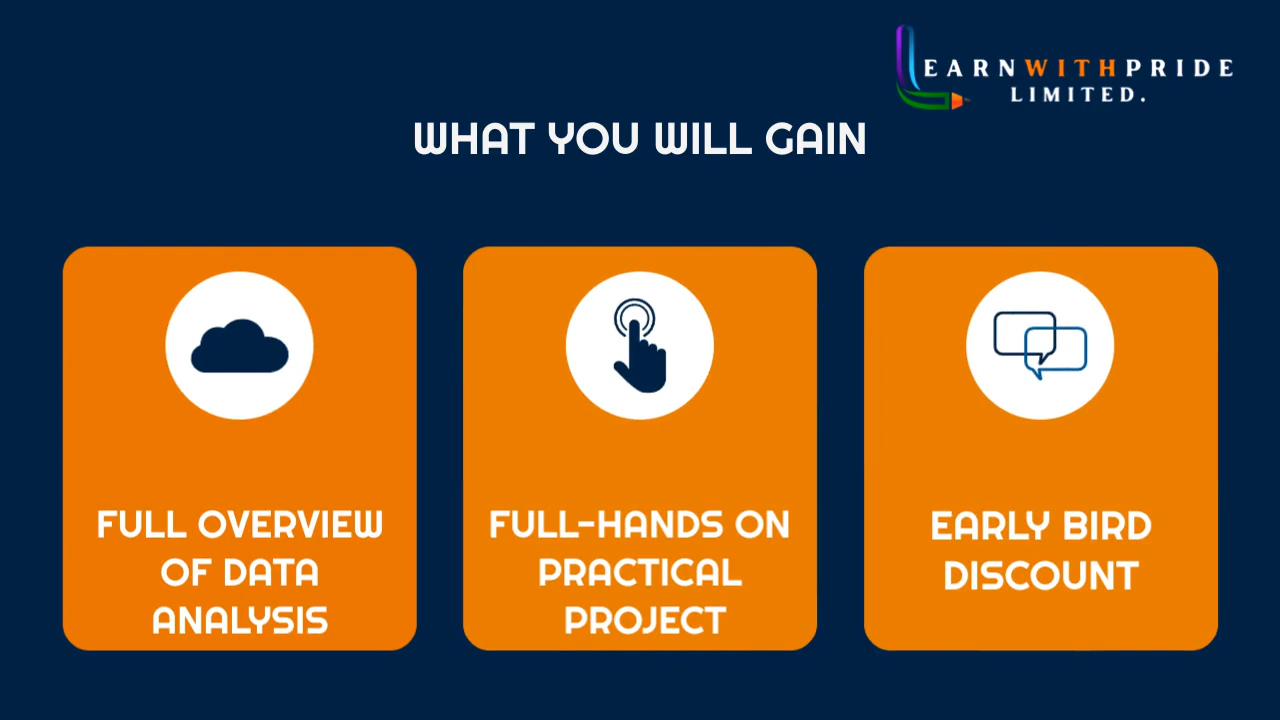 LEARNWITHPRIDE
LIMITED.
WHAT YOU WILL GAIN
FULL OVERVIEW
OF DATA
ANALYSIS
FULL-HANDS ON
PRACTICAL
PROJECT
EARLY BIRD
DISCOUNT